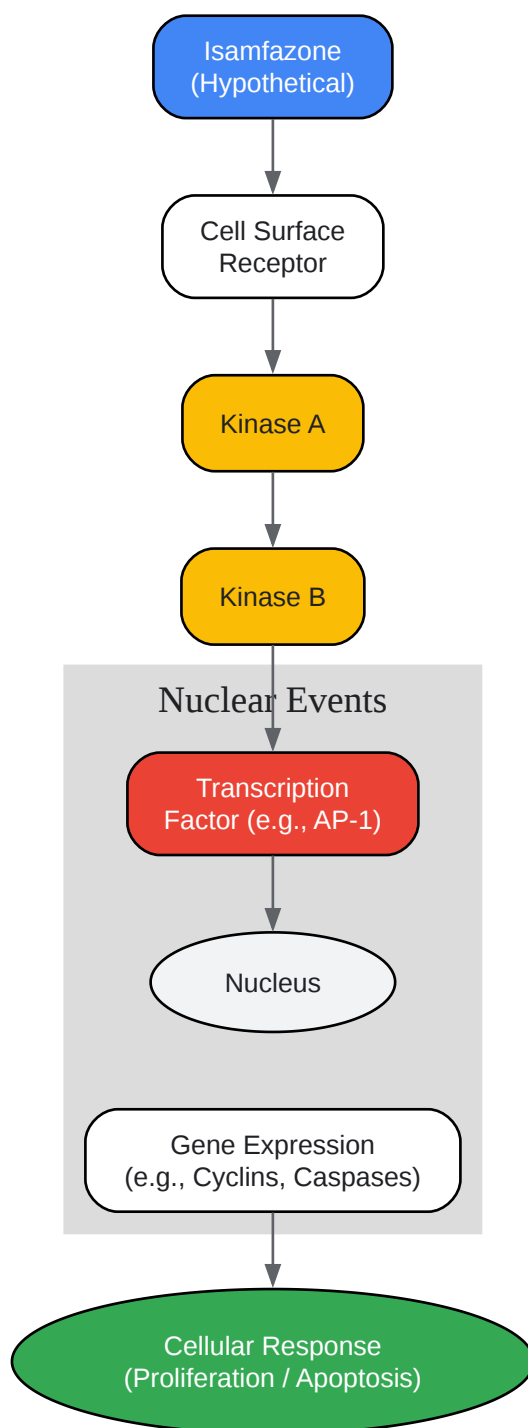 Isamfazone
(Hypothetical)
Cell Surface
Receptor
Kinase A
Kinase B
Nuclear Events
Transcription
Factor (e.g., AP-1)
Nucleus
Gene Expression
(e.g., Cyclins, Caspases)
Cellular Response
(Proliferation / Apoptosis)